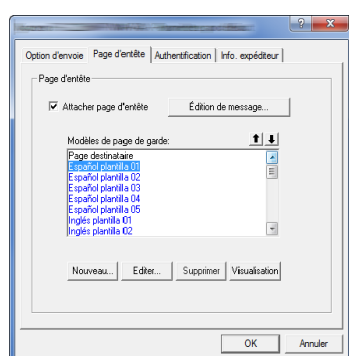 Option d'envoie Page d'entête Authentification Info. expéditeur
Page d'entête
Attacher page d'entête Édition de message...
Modèles de page de garde:
Page destinataire
Español plantilla 01
Español plantilla 02
Español plantilla 03
Español plantilla 04
Español plantilla 05
Inglés plantilla 01
Inglés plantilla 02
Nouveau... Editer... Supprimer Visualisation
OK Annuler